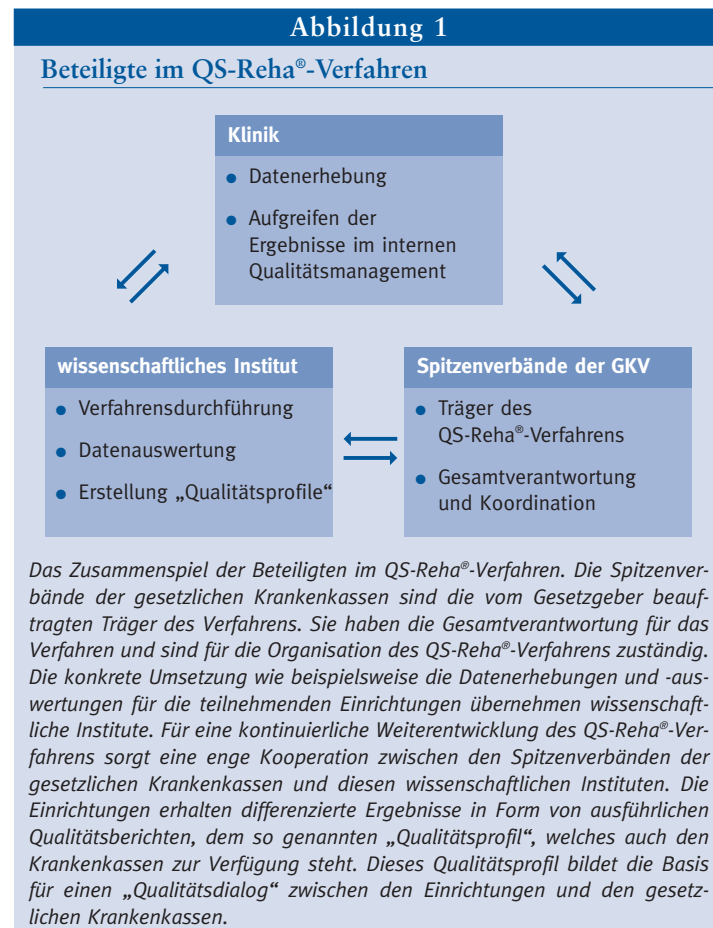 Abbildung 1
Beteiligte im QS-Reha®-Verfahren
Klinik
● Datenerhebung
● Aufgreifen der
Ergebnisse im internen
Qualitätsmanagement
wissenschaftliches Institut
● Verfahrensdurchführung
● Datenauswertung
● Erstellung „Qualitätsprofile“
Spitzenverbände der GKV
● Träger des
QS-Reha®-Verfahrens
● Gesamtverantwortung
und Koordination
Das Zusammenspiel der Beteiligten im QS-Reha®-Verfahren. Die Spitzenver-
bände der gesetzlichen Krankenkassen sind die vom Gesetzgeber beauf-
tragten Träger des Verfahrens. Sie haben die Gesamtverantwortung für das
Verfahren und sind für die Organisation des QS-Reha®-Verfahrens zuständig.
Die konkrete Umsetzung wie beispielsweise die Datenerhebungen und -aus-
wertungen für die teilnehmenden Einrichtungen übernehmen wissenschaft-
liche Institute. Für eine kontinuierliche Weiterentwicklung des QS-Reha®-Ver-
fahrens sorgt eine enge Kooperation zwischen den Spitzenverbänden der
gesetzlichen Krankenkassen und diesen wissenschaftlichen Instituten. Die
Einrichtungen erhalten differenzierte Ergebnisse in Form von ausführlichen
Qualitätsberichten, dem so genannten „Qualitätsprofil“, welches auch den
Krankenkassen zur Verfügung steht. Dieses Qualitätsprofil bildet die Basis
für einen „Qualitätsdialog“ zwischen den Einrichtungen und den gesetz-
lichen Krankenkassen.